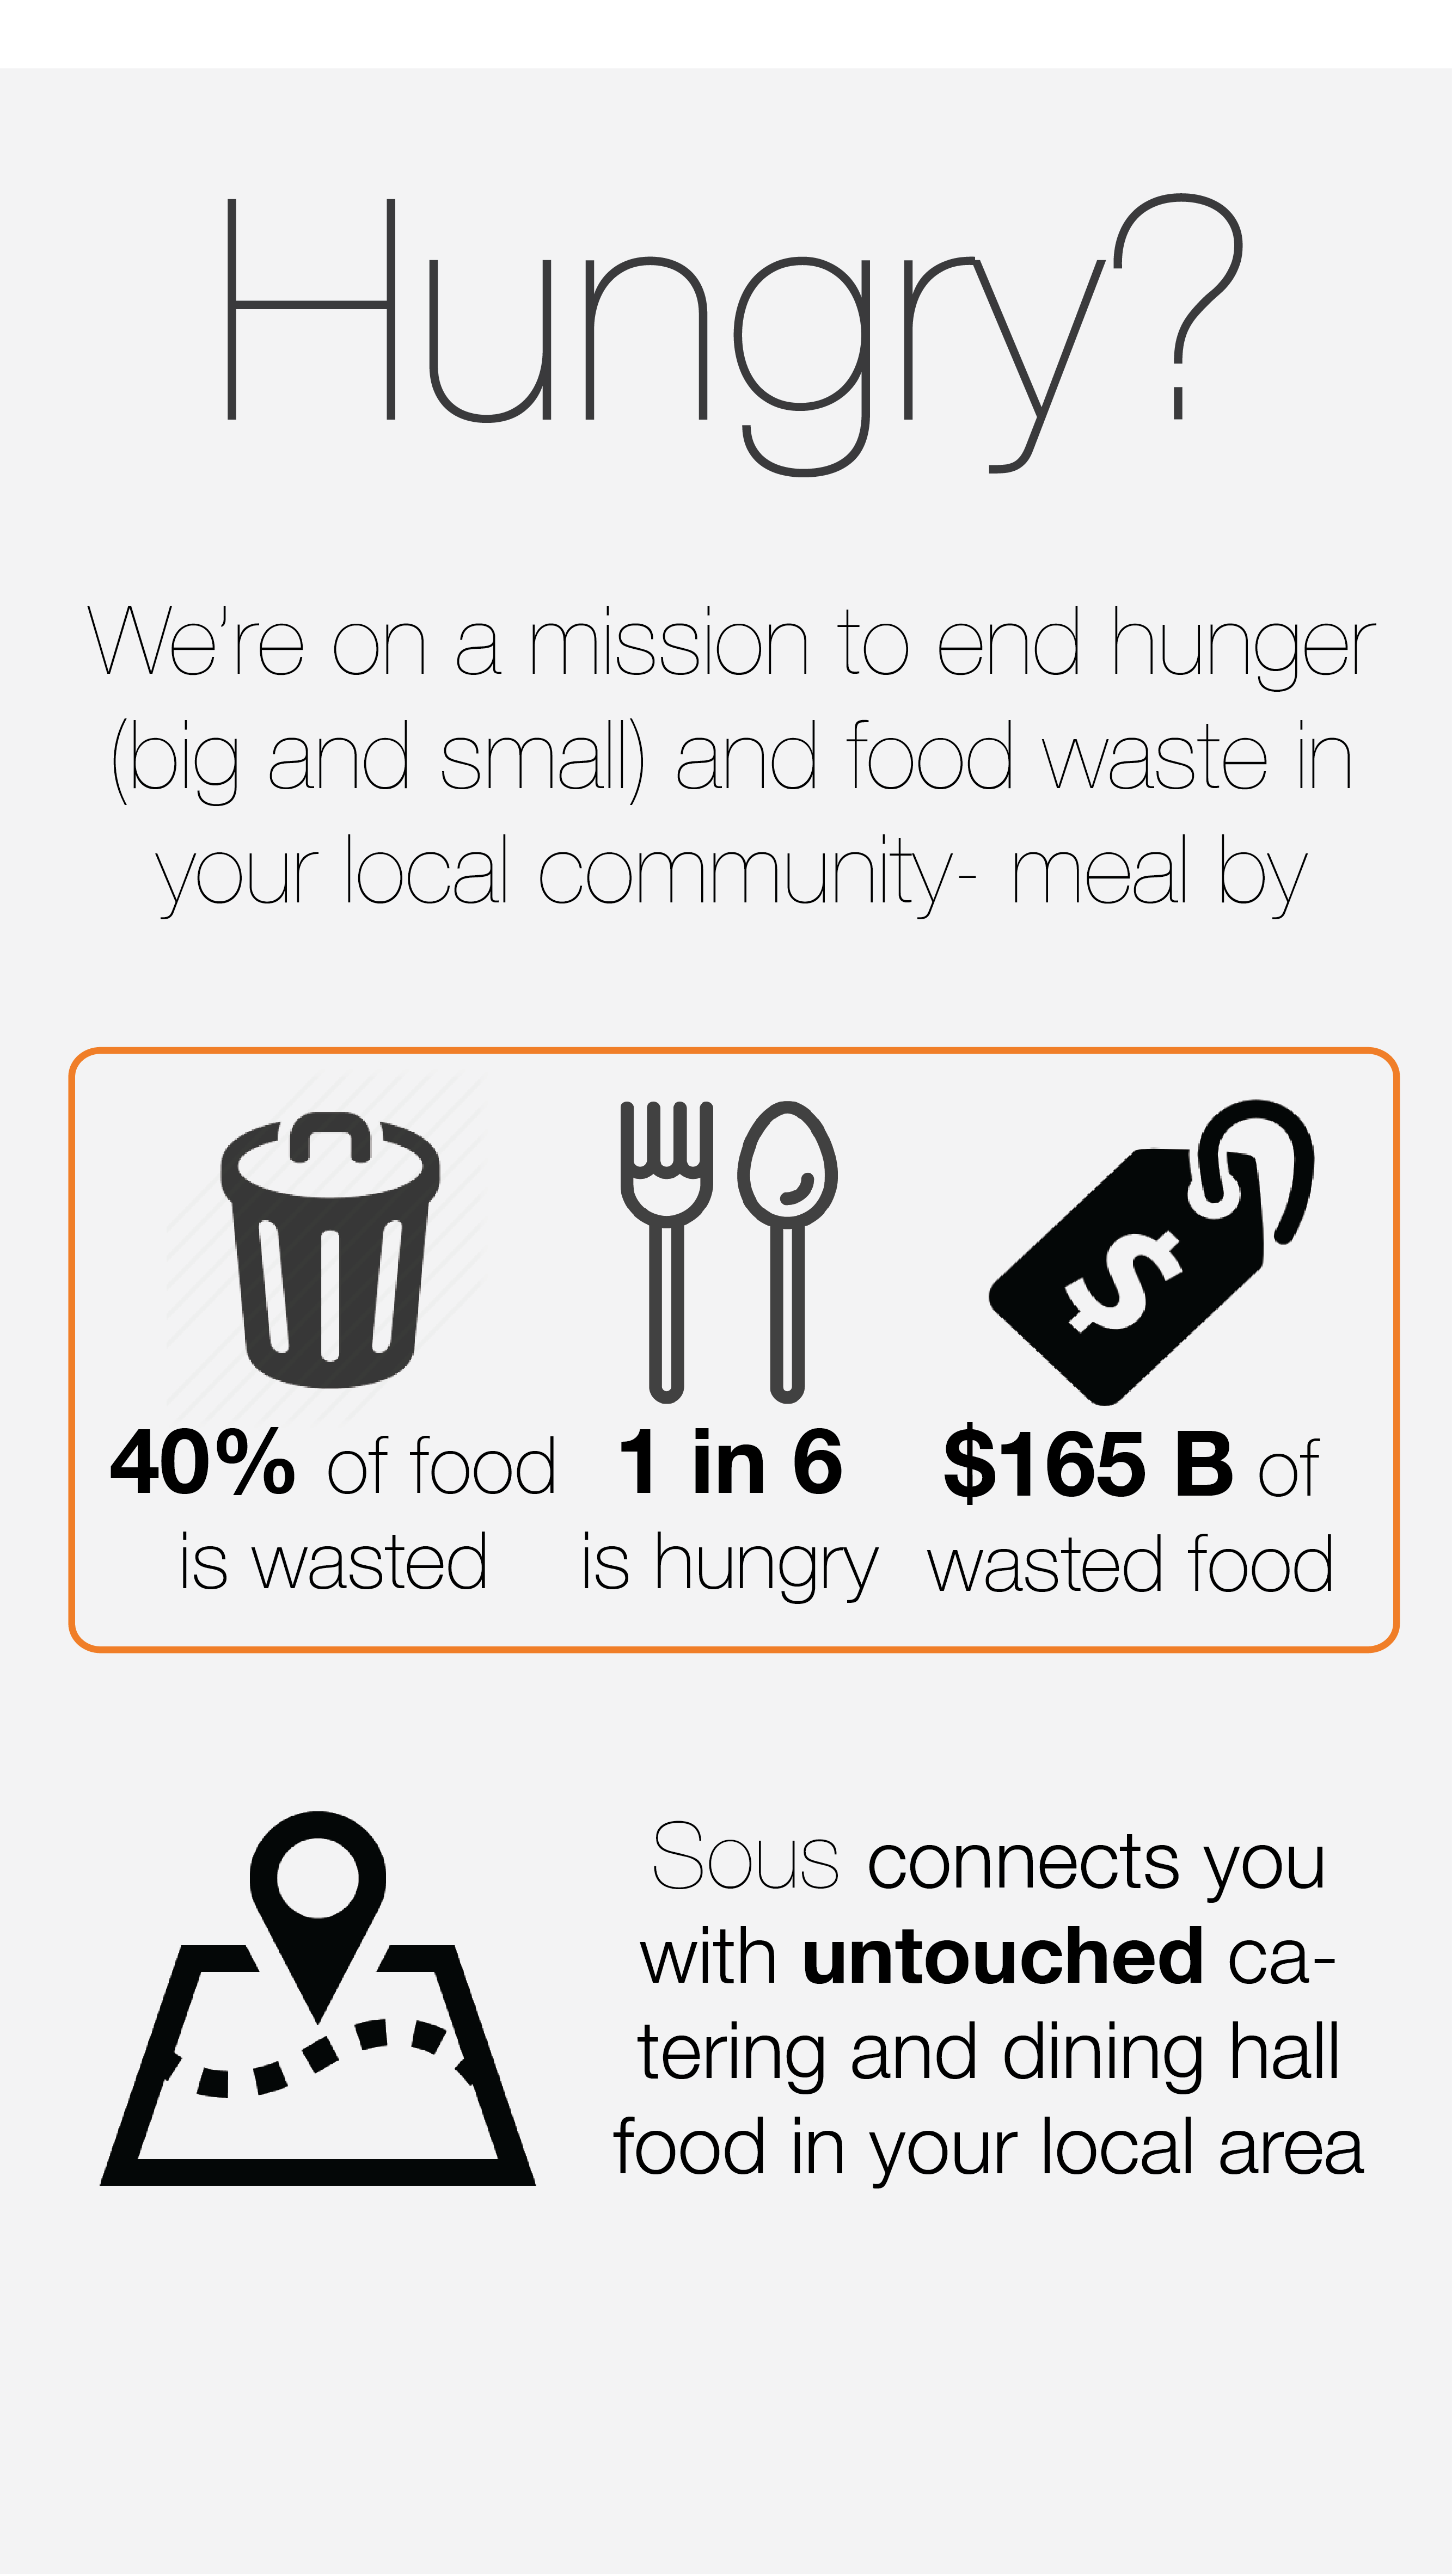 Hungry?
We're on a mission to end hunger
(big and small) and food waste in
your local community- meal by
$
40% of food
is wasted
1 in 6
is hungry
$165 B of
wasted food
Sous connects you
with untouched ca-
tering and dining hall
food in your local area